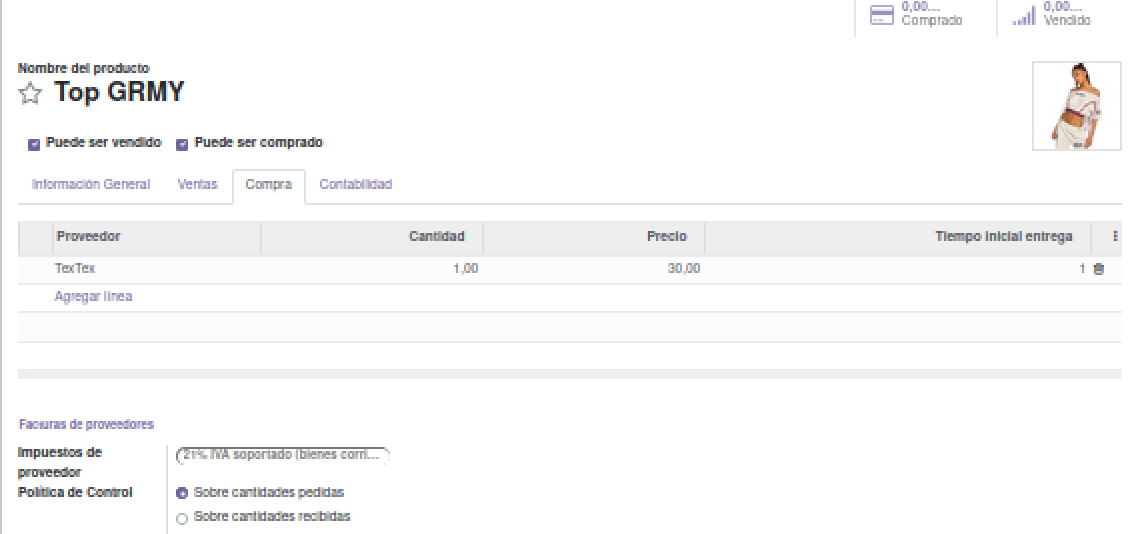 0,00....
Comprado
0,00....
Vendido
Nombre del producto
Top GRMY
Puede ser vendido Puede ser comprado
Información General Ventas Compra Contabilidad
Proveedor Cantidad Precio Tiempo inicial entrega
TexTex 1,00 30,00 1
Agregar línea
Facturas de proveedores
Impuestos de
proveedor
21% IVA soportado (bienes corri...
Política de Control
Sobre cantidades pedidas
Sobre cantidades recibidas